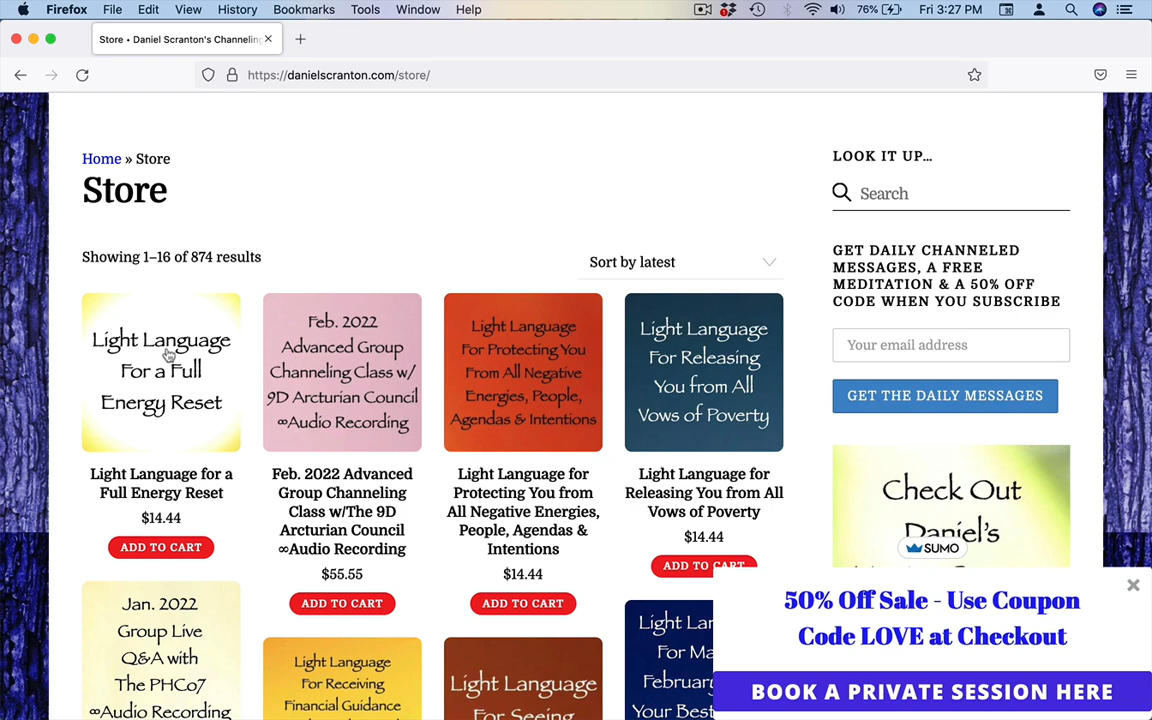 Firefox File Edit View History Bookmarks Tools Window Help 76% Fri 3:27 PM
Store • Daniel Scranton's Channeling
https://danielscranton.com/store/
Home » Store
Store
Showing 1–16 of 874 results
Sort by latest
Light Language
For a Full
Energy Reset
Light Language for a
Full Energy Reset
$14.44
ADD TO CART
Feb. 2022
Advanced Group
Channeling Class w/
9D Arcturian Council
∞Audio Recording
Feb. 2022 Advanced
Group Channeling
Class w/The 9D
Arcturian Council
∞Audio Recording
$55.55
ADD TO CART
Light Language
For Protecting You
From All Negative
Energies, People,
Agendas & Intentions
Light Language for
Protecting You from
All Negative Energies,
People, Agendas &
Intentions
$14.44
ADD TO CART
Light Language
For Releasing
You from All
Vows of Poverty
Light Language for
Releasing You from All
Vows of Poverty
$14.44
ADD TO CART
Jan. 2022
Group Live
Q&A with
The PHCo7
∞Audio Recording
Light Language
For Receiving
Financial Guidance
Light Language
For Seeing
Light Lan
For Ma
February
Your Best
LOOK IT UP...
Search
GET DAILY CHANNELED
MESSAGES, A FREE
MEDITATION & A 50% OFF
CODE WHEN YOU SUBSCRIBE
Your email address
GET THE DAILY MESSAGES
Check Out
Daniel's
SUMO
50% Off Sale - Use Coupon
Code LOVE at Checkout
BOOK A PRIVATE SESSION HERE